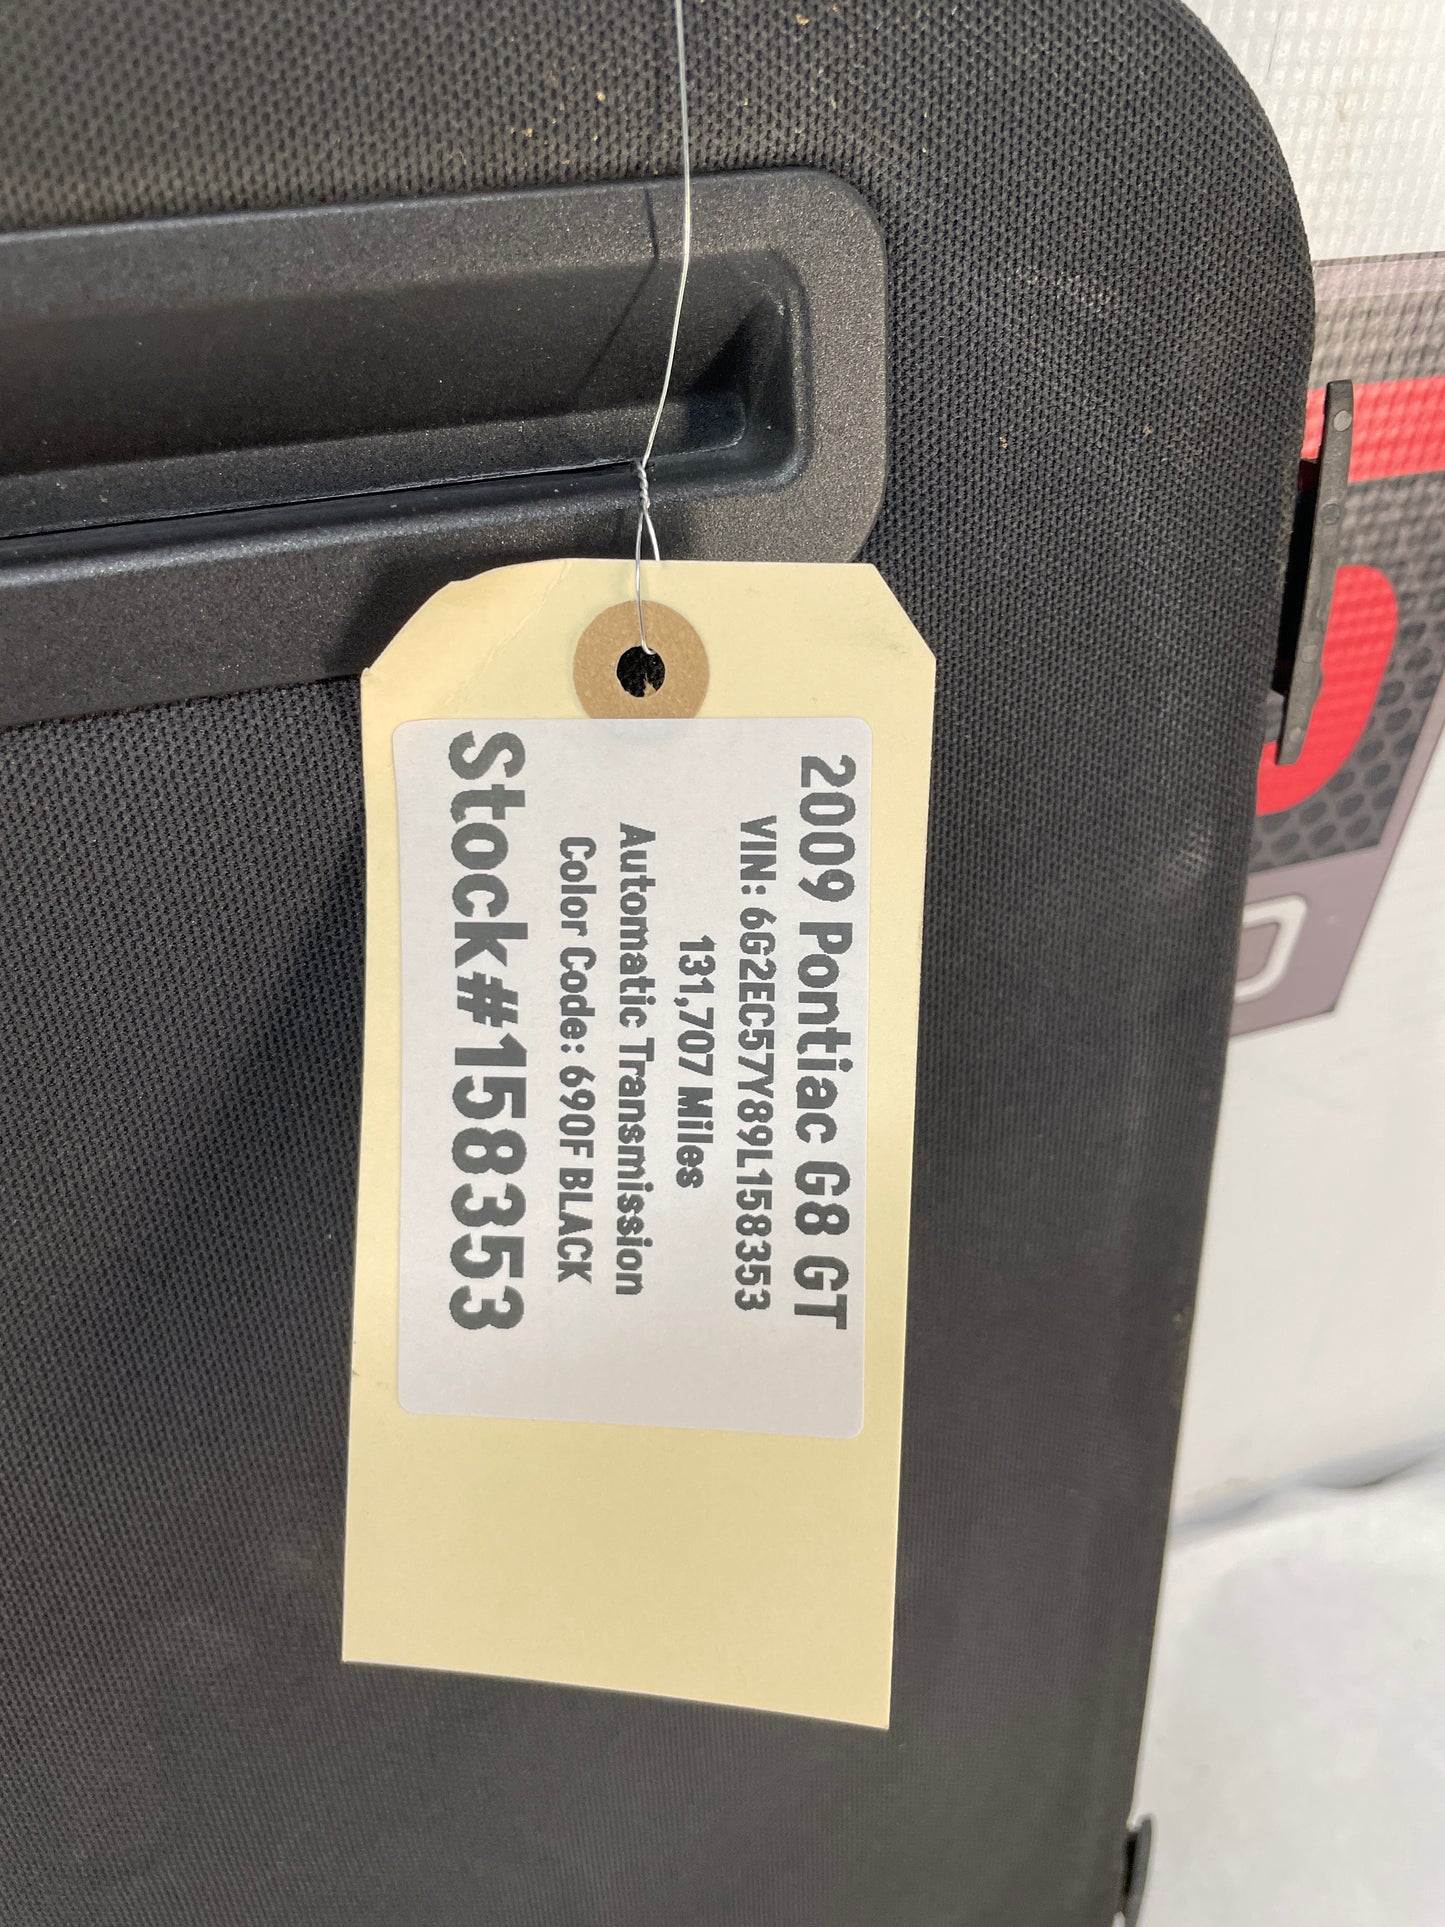 2009 Pontiac G8 GT
VIN: 6G2EC57Y89L158353
131,707 Miles
Automatic Transmission
Color Code: 690F BLACK
Stock#158353